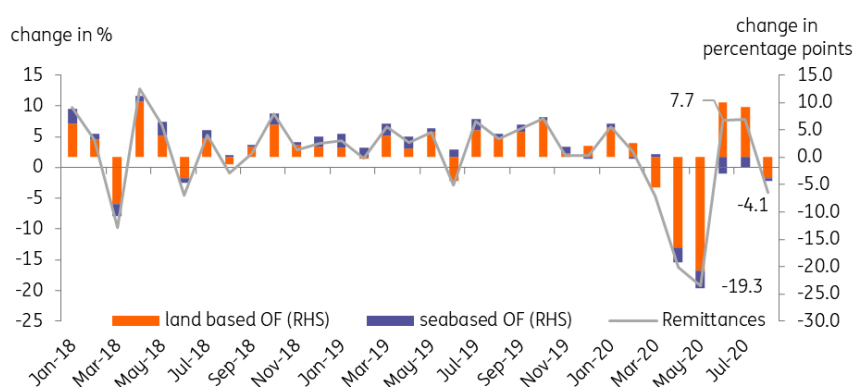 change in %
change in
percentage points
15
10
5
0
-5
-10
-15
-20
-25
15.0
10.0
5.0
0.0
-5.0
-10.0
-15.0
-20.0
-25.0
-30.0
7.7
-4.1
-19.3
land based OF (RHS)
seabased OF (RHS)
Remittances
Jan-18
Mar-18
May-18
Jul-18
Sep-18
Nov-18
Jan-19
Mar-19
May-19
Jul-19
Sep-19
Nov-19
Jan-20
Mar-20
May-20
Jul-20